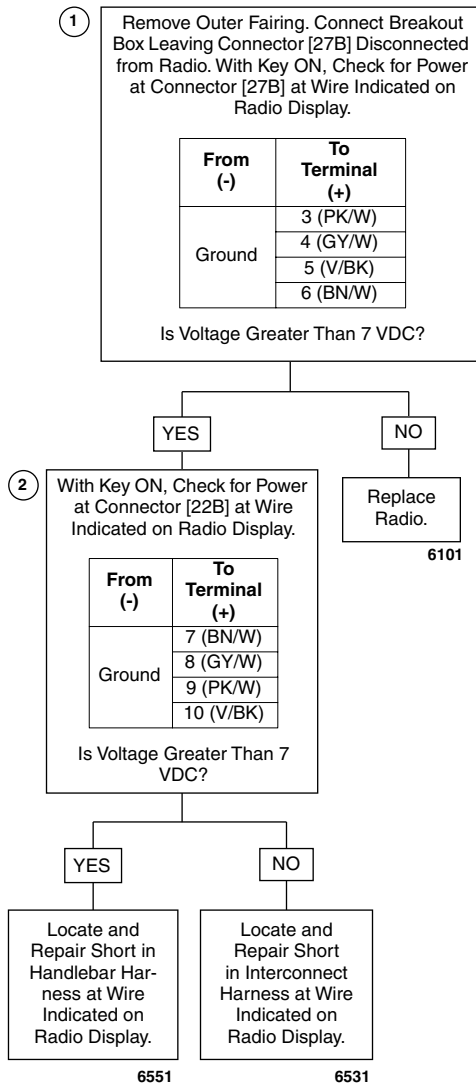 1
Remove Outer Fairing. Connect Breakout
Box Leaving Connector [27B] Disconnected
from Radio. With Key ON, Check for Power
at Connector [27B] at Wire Indicated on
Radio Display.
From
(-)
To
Terminal
(+)
Ground
3 (PK/W)
4 (GY/W)
5 (V/BK)
6 (BN/W)
Is Voltage Greater Than 7 VDC?
YES
NO
2
With Key ON, Check for Power
at Connector [22B] at Wire
Indicated on Radio Display.
From
(-)
To
Terminal
(+)
Ground
7 (BN/W)
8 (GY/W)
9 (PK/W)
10 (V/BK)
Is Voltage Greater Than 7
VDC?
Replace
Radio.
6101
YES
NO
Locate and
Repair Short in
Handlebar Har-
ness at Wire
Indicated on
Radio Display.
6551
Locate and
Repair Short
in Interconnect
Harness at Wire
Indicated on
Radio Display.
6531